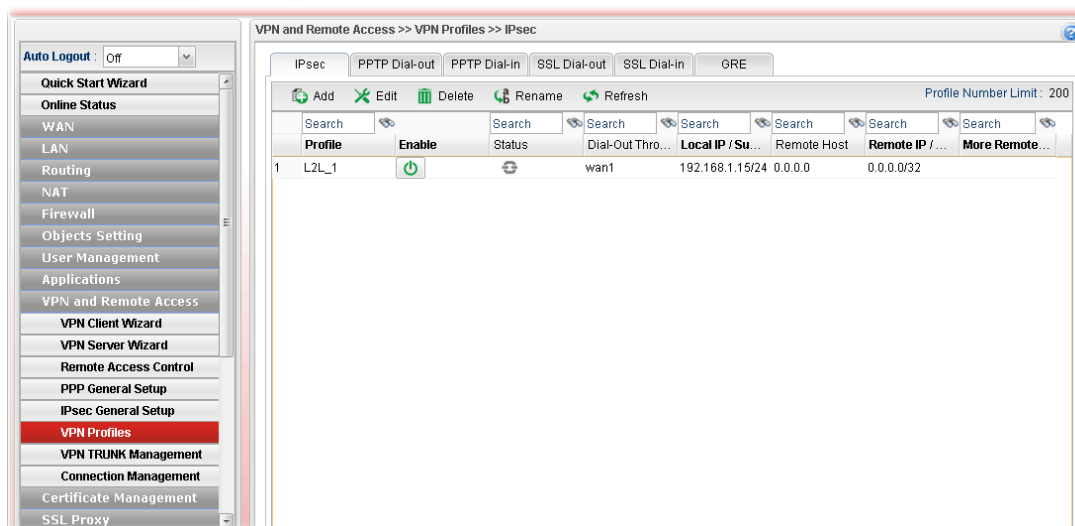 VPN and Remote Access >> VPN Profiles >> IPsec
Auto Logout : Off
Quick Start Wizard
Online Status
WAN
LAN
Routing
NAT
Firewall
Objects Setting
User Management
Applications
VPN and Remote Access
VPN Client Wizard
VPN Server Wizard
Remote Access Control
PPP General Setup
IPsec General Setup
VPN Profiles
VPN TRUNK Management
Connection Management
Certificate Management
SSL Proxy
IPsec PPTP Dial-out PPTP Dial-in SSL Dial-out SSL Dial-in GRE
Add Edit Delete Rename Refresh Profile Number Limit : 200
Search Search Search Search Search Search Search
Profile Enable Status Dial-Out Thro... Local IP / Su... Remote Host Remote IP / ... More Remote...
1 L2L_1 wan1 192.168.1.15/24 0.0.0.0 0.0.0.0/32